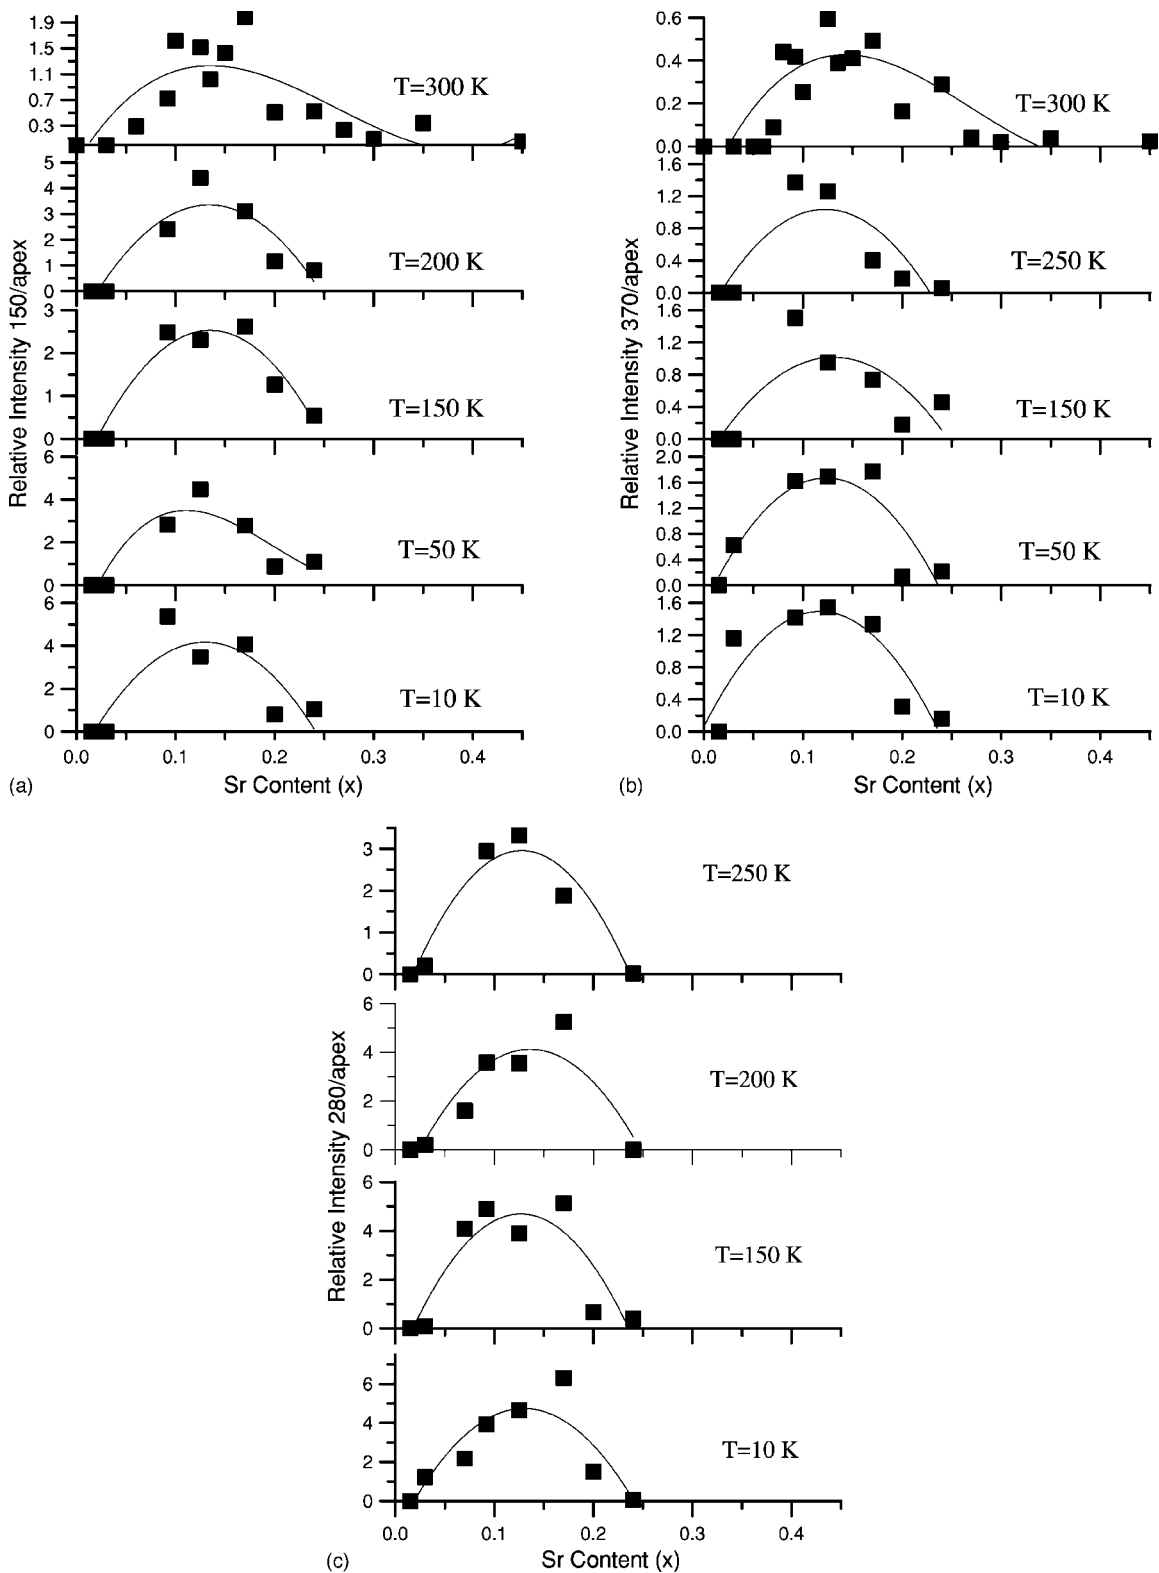 Relative Intensity 150/apex
1.9
1.5
1.1
0.7
0.3
T=300 K
5
4
3
2
1
0
T=200 K
3
2
1
0
T=150 K
6
4
2
0
T=50 K
6
4
2
0
T=10 K
0.0 0.1 0.2 0.3 0.4
Sr Content (x)
(a)
Relative Intensity 370/apex
0.6
0.4
0.2
0.0
T=300 K
1.6
1.2
0.8
0.4
0.0
T=250 K
1.6
1.2
0.8
0.4
0.0
T=150 K
2.0
1.6
1.2
0.8
0.4
0.0
T=50 K
1.6
1.2
0.8
0.4
0.0
T=10 K
0.0 0.1 0.2 0.3 0.4
Sr Content (x)
(b)
Relative Intensity 280/apex
3
2
1
0
T=250 K
6
4
2
0
T=200 K
6
4
2
0
T=150 K
6
4
2
0
T=10 K
0.0 0.1 0.2 0.3 0.4
Sr Content (x)
(c)